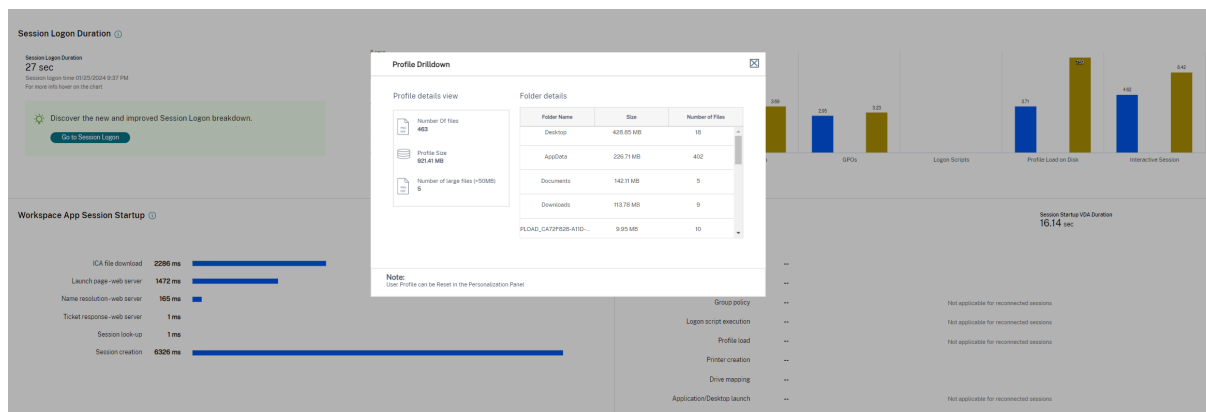 Session Logon Duration
Session Logon Duration
27 sec
Session logon time 01/25/2024 9:37 PM
For more info hover on the chart
Discover the new and improved Session Logon breakdown.
Go to Session Logon
Profile Drilldown
Profile details view
Number Of files
463
Profile Size
921.41 MB
Number of large files (>50MB)
5
Folder details
Folder Name Size Number of Files
Desktop 428.85 MB 18
AppData 226.71 MB 402
Documents 142.11 MB 5
Downloads 113.78 MB 9
PLOAD_CA72F82B-A11D-... 9.95 MB 10
Note:
User Profile can be Reset in the Personalization Panel.
3.59
2.95
3.23
3.71
7.51
4.62
6.42
GPOs
Logon Scripts
Profile Load on Disk
Interactive Session
Workspace App Session Startup
ICA file download 2286 ms
Launch page - web server 1472 ms
Name resolution - web server 165 ms
Ticket response - web server 1 ms
Session look-up 1 ms
Session creation 6326 ms
Session Startup VDA Duration
16.14 sec
--
--
Group policy -- Not applicable for reconnected sessions
Logon script execution -- Not applicable for reconnected sessions
Profile load -- Not applicable for reconnected sessions
Printer creation --
Drive mapping --
Application/Desktop launch -- Not applicable for reconnected sessions